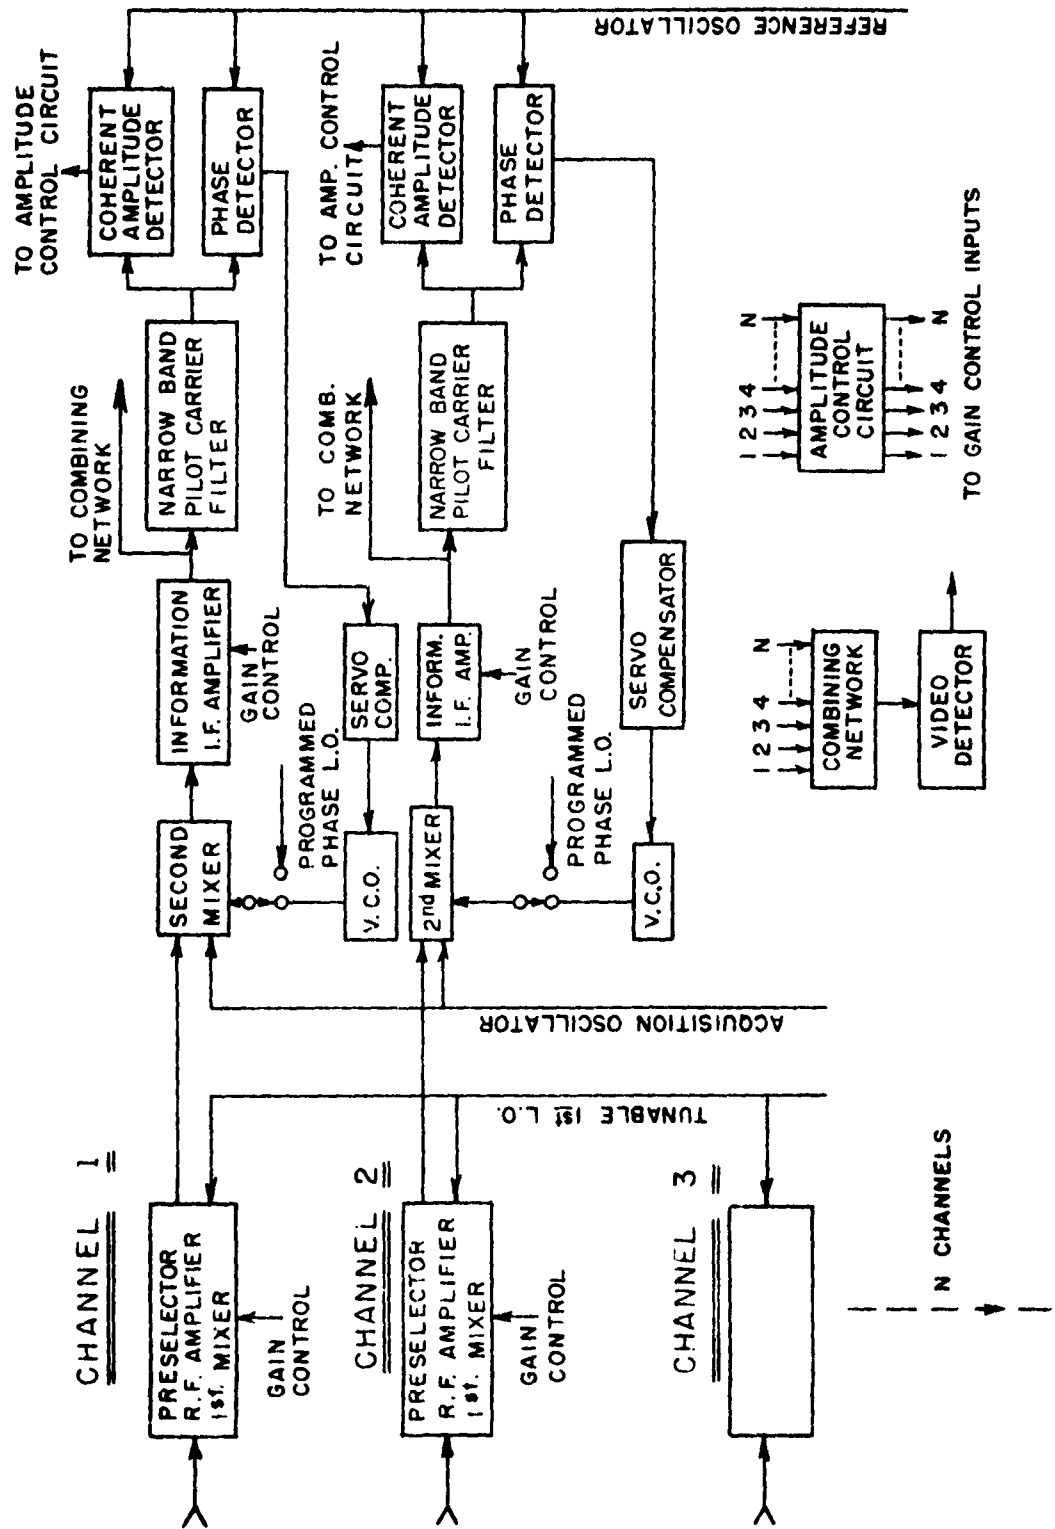 CHANNEL 1
PRESELECTOR
R.F. AMPLIFIER
1st. MIXER
GAIN
CONTROL
SECOND
MIXER
INFORMATION
I.F. AMPLIFIER
GAIN
CONTROL
TO COMBINING
NETWORK
NARROW BAND
PILOT CARRIER
FILTER
TO AMPLITUDE
CONTROL CIRCUIT
COHERENT
AMPLITUDE
DETECTOR
PHASE
DETECTOR
PROGRAMMED
PHASE L.O.
SERVO
COMP.
V.C.O.
CHANNEL 2
PRESELECTOR
R.F. AMPLIFIER
1st. MIXER
GAIN
CONTROL
2nd MIXER
INFORM.
I.F. AMP.
GAIN
CONTROL
TO COMB.
NETWORK
NARROW BAND
PILOT CARRIER
FILTER
TO AMP. CONTROL
CIRCUIT
COHERENT
AMPLITUDE
DETECTOR
PHASE
DETECTOR
PROGRAMMED
PHASE L.O.
V.C.O.
SERVO
COMPENSATOR
CHANNEL 3
TUNABLE 1st L.O.
ACQUISITION OSCILLATOR
REFERENCE OSCILLATOR
N CHANNELS
1 2 3 4 N
COMBINING
NETWORK
VIDEO
DETECTOR
1 2 3 4 N
AMPLITUDE
CONTROL
CIRCUIT
1 2 3 4 N
TO GAIN CONTROL INPUTS